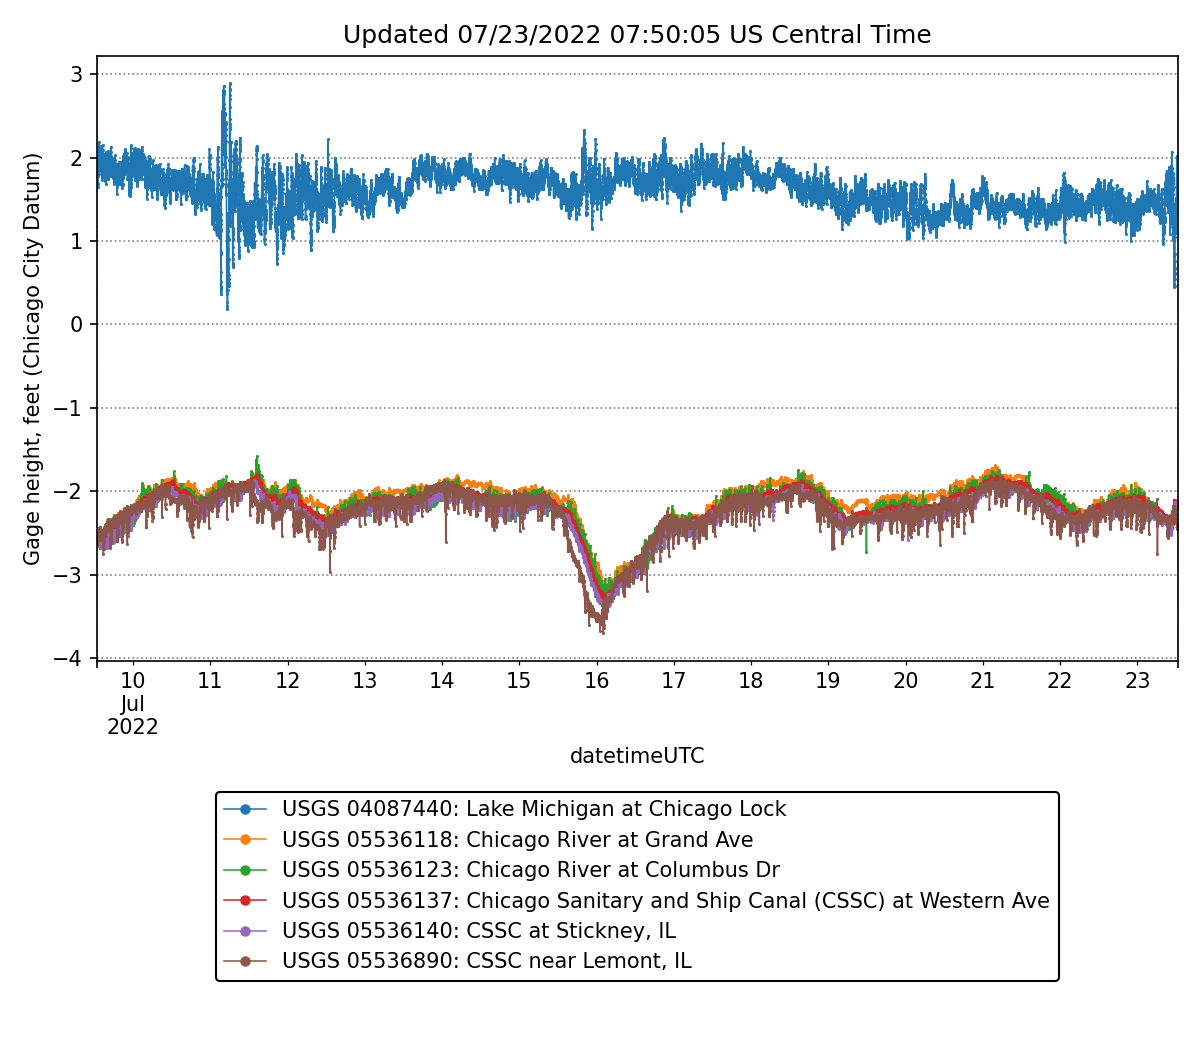 Updated 07/23/2022 07:50:05 US Central Time
Gage height, feet (Chicago City Datum)
3
2
1
0
−1
−2
−3
−4
10 11 12 13 14 15 16 17 18 19 20 21 22 23
Jul
2022
datetimeUTC
USGS 04087440: Lake Michigan at Chicago Lock
USGS 05536118: Chicago River at Grand Ave
USGS 05536123: Chicago River at Columbus Dr
USGS 05536137: Chicago Sanitary and Ship Canal (CSSC) at Western Ave
USGS 05536140: CSSC at Stickney, IL
USGS 05536890: CSSC near Lemont, IL